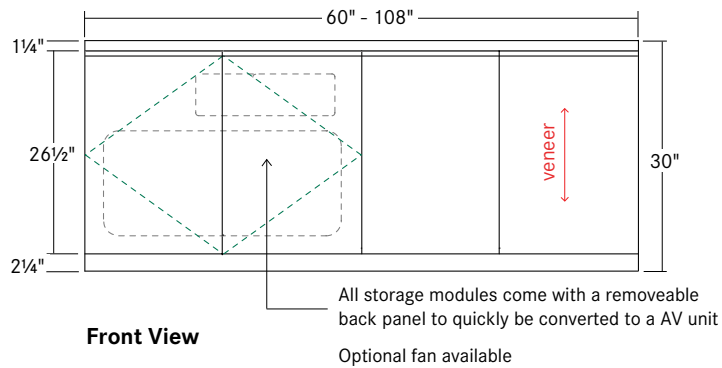 60" - 108"
1¼"
26½"
veneer
30"
2¼"
All storage modules come with a removeable
back panel to quickly be converted to a AV unit
Front View
Optional fan available